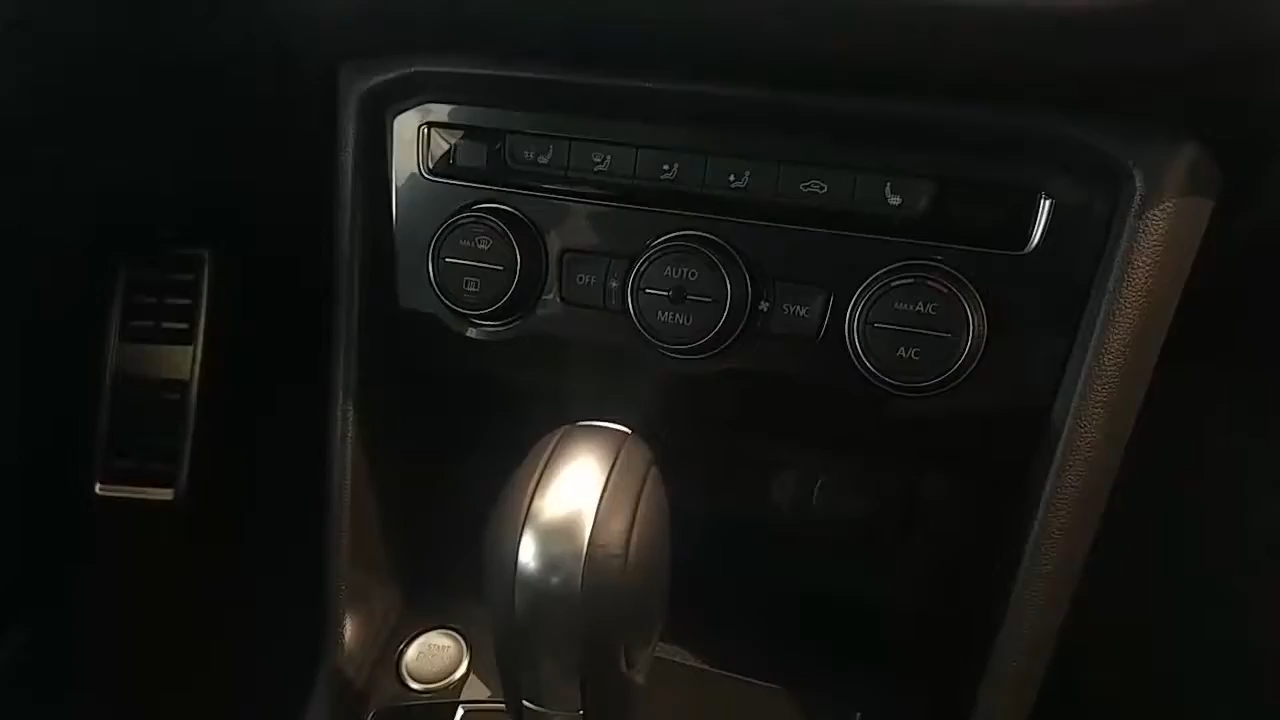 MAX
OFF
AUTO
MENU
SYNC
MAX A/C
A/C
START